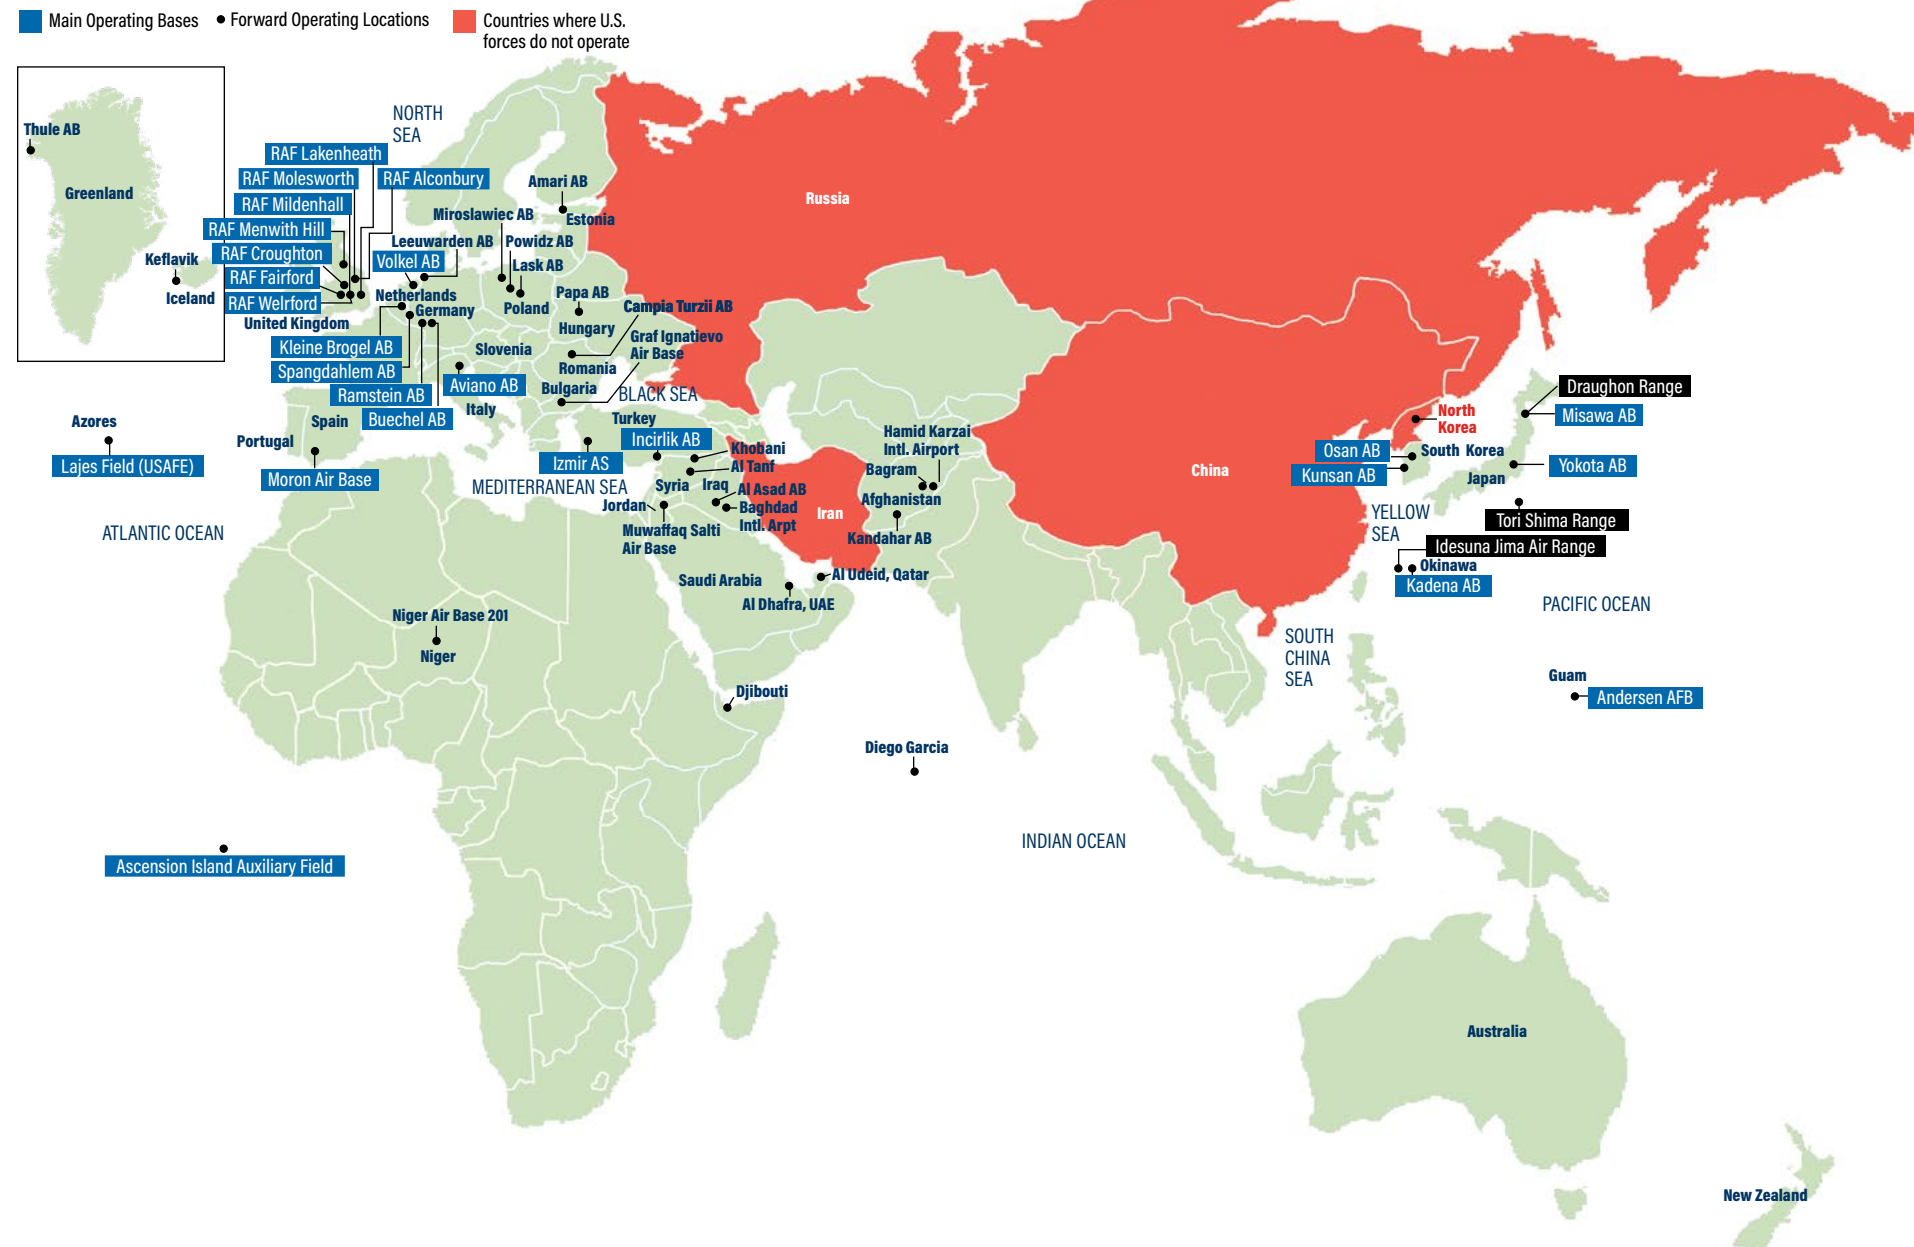 Main Operating Bases
Forward Operating Locations
Countries where U.S.
forces do not operate
NORTH
SEA
Thule AB
Greenland
Keflavik
Iceland
RAF Lakenheath
RAF Molesworth
RAF Alconbury
RAF Mildenhall
RAF Menwith Hill
RAF Croughton
RAF Fairford
RAF Welrford
United Kingdom
Amari AB
Estonia
Miroslawiec AB
Leeuwarden AB
Powidz AB
Volkel AB
Lask AB
Netherlands
Germany
Poland
Papa AB
Hungary
Campia Turzii AB
Graf Ignatievo
Air Base
Kleine Brogel AB
Slovenia
Spangdahlem AB
Romania
Ramstein AB
Aviano AB
Bulgaria
BLACK SEA
Buechel AB
Italy
Russia
Azores
Lajes Field (USAFE)
Spain
Portugal
Moron Air Base
Turkey
Incirlik AB
Izmir AS
MEDITERRANEAN SEA
Khobani
Al Tanf
Syria
Iraq
Al Asad AB
Jordan
Baghdad
Intl. Arpt
Muwaffaq Salti
Air Base
Iran
Hamid Karzai
Intl. Airport
Bagram
Afghanistan
Kandahar AB
China
North
Korea
Osan AB
South Korea
Kunsan AB
Draughon Range
Misawa AB
Yokota AB
Japan
YELLOW
SEA
Tori Shima Range
Idesuna Jima Air Range
Okinawa
Kadena AB
ATLANTIC OCEAN
Saudi Arabia
Al Udeid, Qatar
Al Dhafra, UAE
PACIFIC OCEAN
Niger Air Base 201
Niger
SOUTH
CHINA
SEA
Djibouti
Guam
Andersen AFB
Diego Garcia
INDIAN OCEAN
Ascension Island Auxiliary Field
Australia
New Zealand